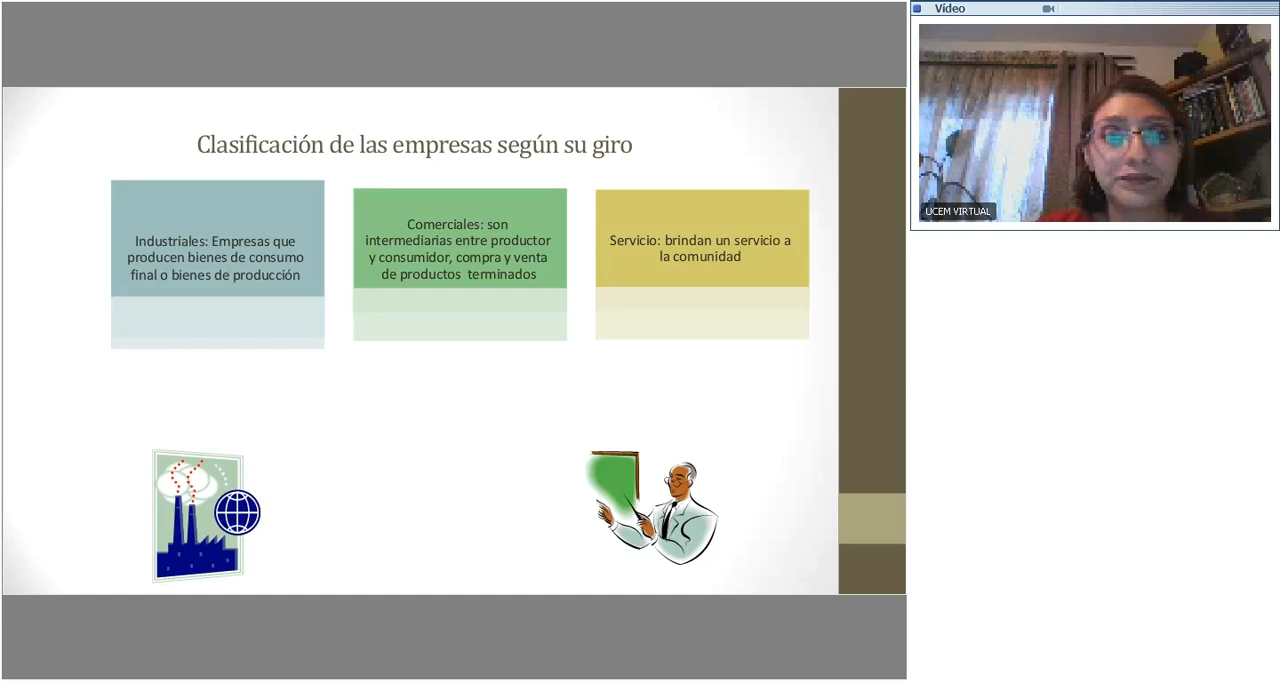 Vídeo
UCEM VIRTUAL
Clasificación de las empresas según su giro
Industriales: Empresas que
producen bienes de consumo
final o bienes de producción
Comerciales: son
intermediarias entre productor
y consumidor, compra y venta
de productos terminados
Servicio: brindan un servicio a
la comunidad